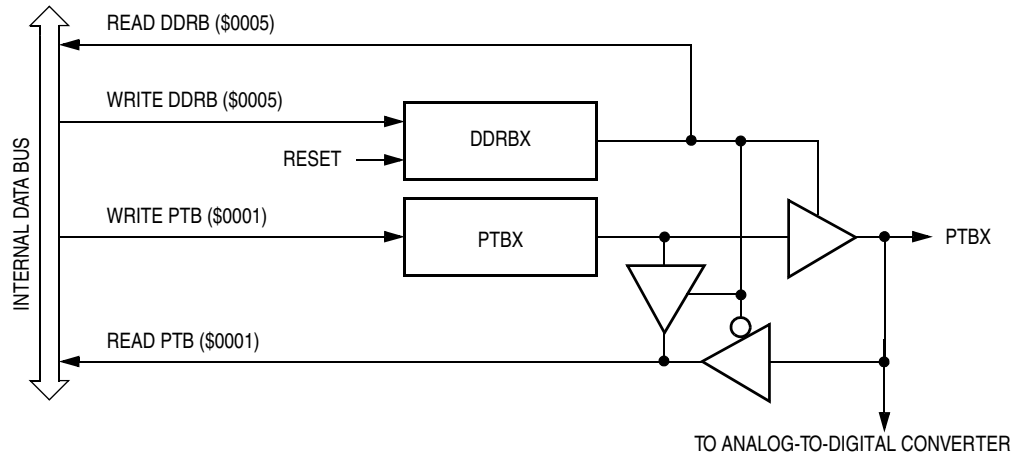 READ DDRB ($0005)
WRITE DDRB ($0005)
DDRBX
RESET
INTERNAL DATA BUS
WRITE PTB ($0001)
PTBX
PTBX
READ PTB ($0001)
TO ANALOG-TO-DIGITAL CONVERTER